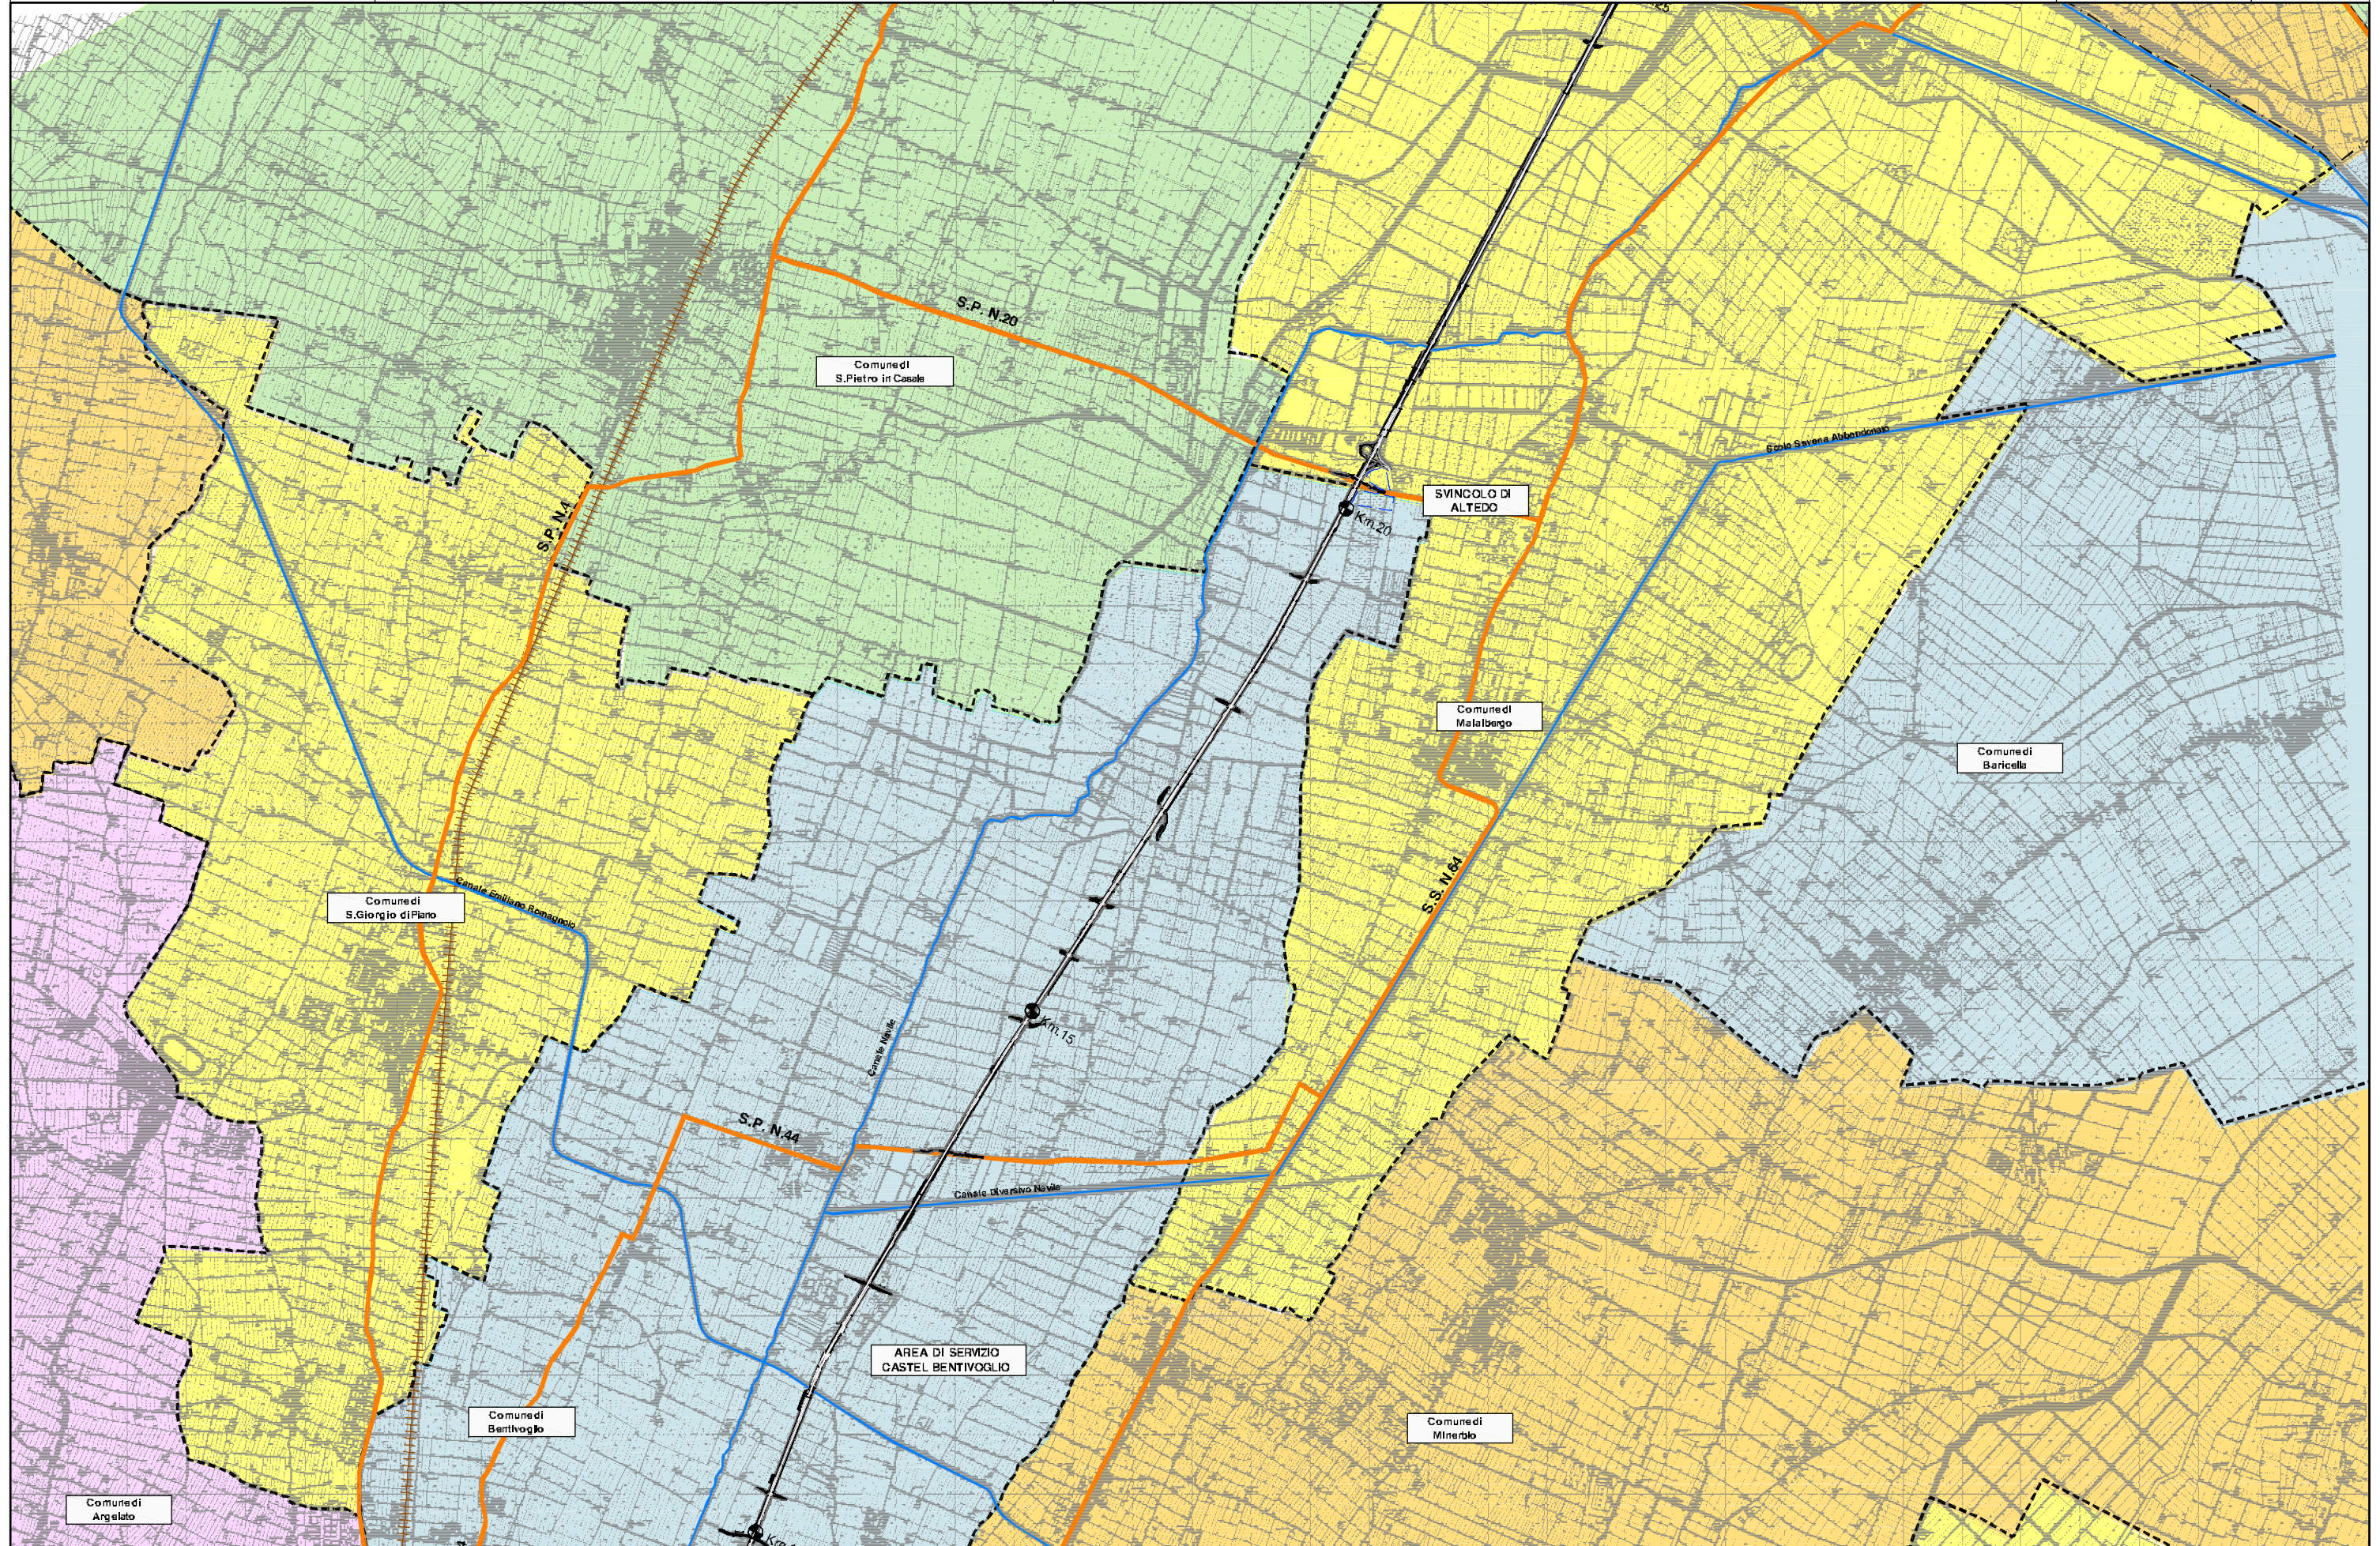 25
S.P. N.20
Comune di
S.Pietro in Casale
Scolo Savena Abbandonato
SVINCOLO DI
ALTEDO
Km.20
S.P. N.4
Comune di
Malalbergo
Comune di
Baricella
S.S. N.64
Canale Emiliano Romagnolo
Comune di
S.Giorgio di Piano
Km.15
Canale Navile
S.P. N.44
Canale Diversivo Navile
AREA DI SERVIZIO
CASTEL BENTIVOGLIO
Comune di
Bentivoglio
Comune di
Minerbio
Comune di
Argelato